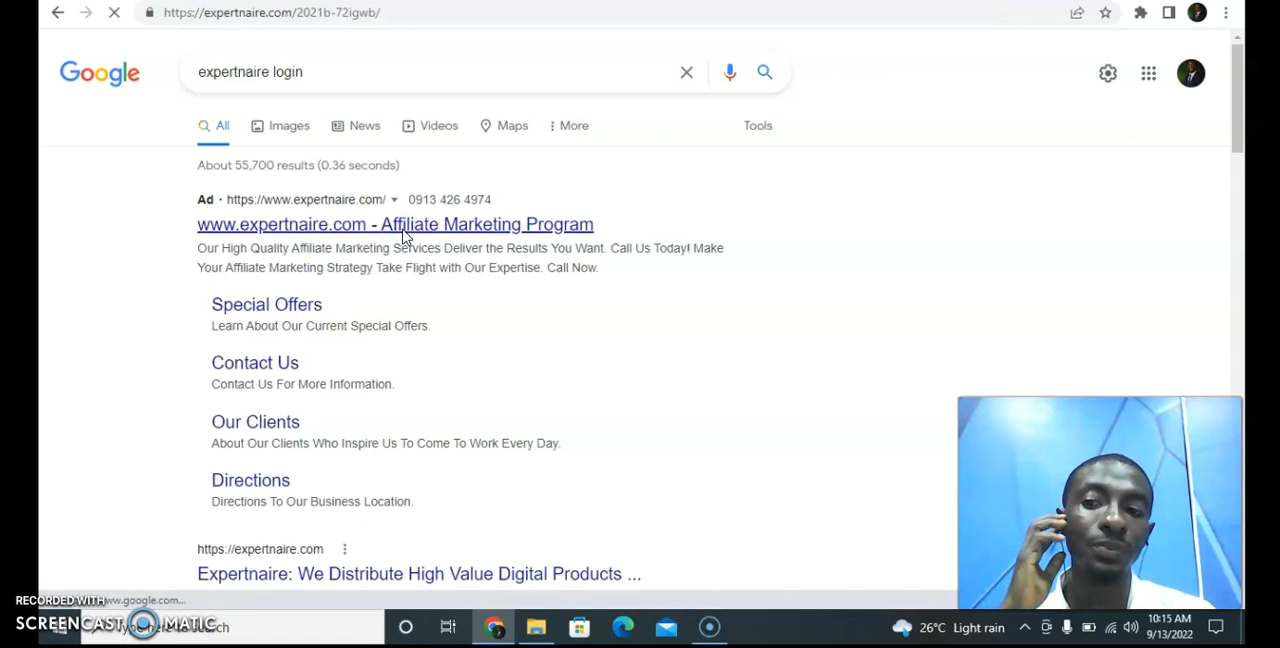 https://expertnaire.com/2021b-72igwb/
Google
expertnaire login
All
Images
News
Videos
Maps
More
Tools
About 55,700 results (0.36 seconds)
Ad · https://www.expertnaire.com/ 0913 426 4974
www.expertnaire.com - Affiliate Marketing Program
Our High Quality Affiliate Marketing Services Deliver the Results You Want. Call Us Today! Make
Your Affiliate Marketing Strategy Take Flight with Our Expertise. Call Now.
Special Offers
Learn About Our Current Special Offers.
Contact Us
Contact Us For More Information.
Our Clients
About Our Clients Who Inspire Us To Come To Work Every Day.
Directions
Directions To Our Business Location.
https://expertnaire.com
Expertnaire: We Distribute High Value Digital Products ...
RECORDED WITH
www.google.com...
SCREENCAST MATIC
here to search
26°C Light rain
10:15 AM
9/13/2022